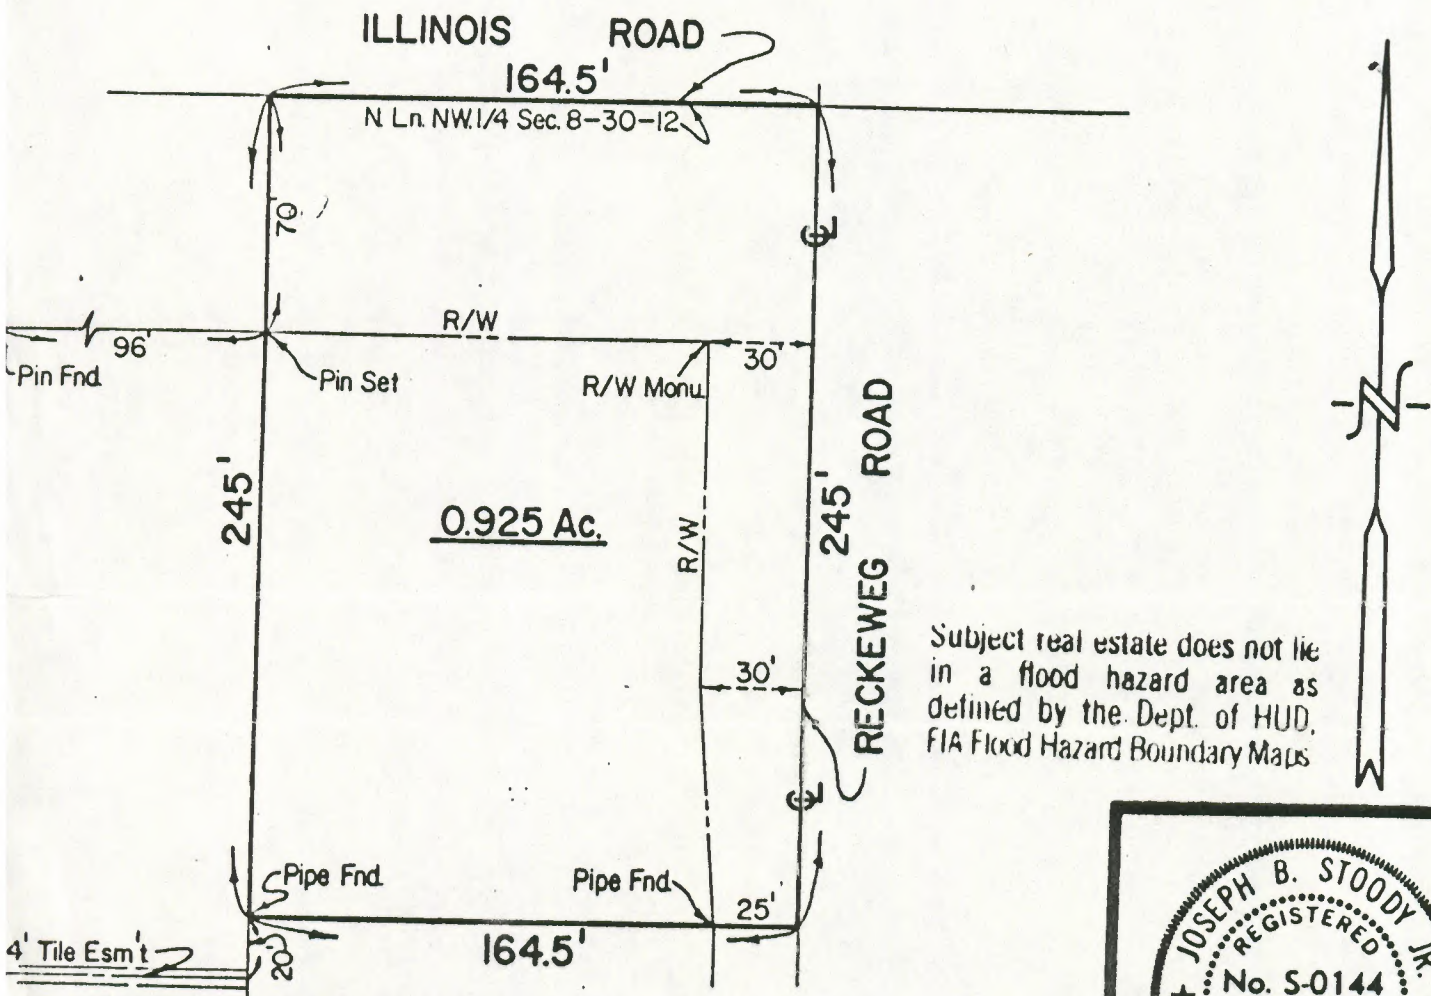 ILLINOIS ROAD
164.5'
N. Ln. NW.1/4 Sec. 8-30-12
70'
℄
R/W
96'
30'
Pin Fnd.
Pin Set
R/W Monu.
245'
0.925 Ac.
R/W
245'
RECKEWEG ROAD
N
30'
Subject real estate does not lie
in a flood hazard area as
defined by the Dept. of HUD,
FIA Flood Hazard Boundary Maps
℄
Pipe Fnd.
Pipe Fnd.
25'
164.5'
4' Tile Esm't
20'
JOSEPH B. STOODY JR.
REGISTERED
No. S-0144